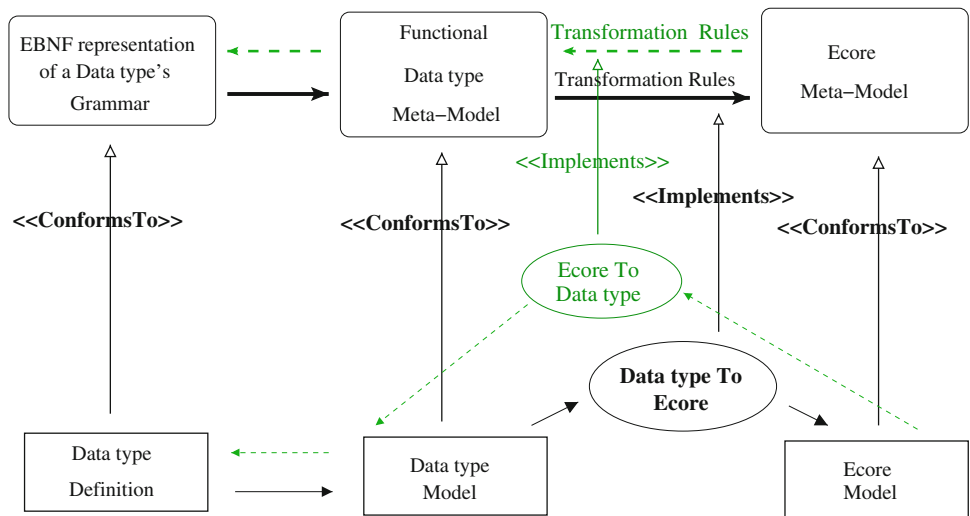 EBNF representation
of a Data type's
Grammar
Functional
Data type
Meta−Model
Transformation Rules
Transformation Rules
Ecore
Meta−Model
<<Implements>>
<<Implements>>
<<ConformsTo>>
<<ConformsTo>>
<<ConformsTo>>
Ecore To
Data type
Data type To
Ecore
Data type
Definition
Data type
Model
Ecore
Model